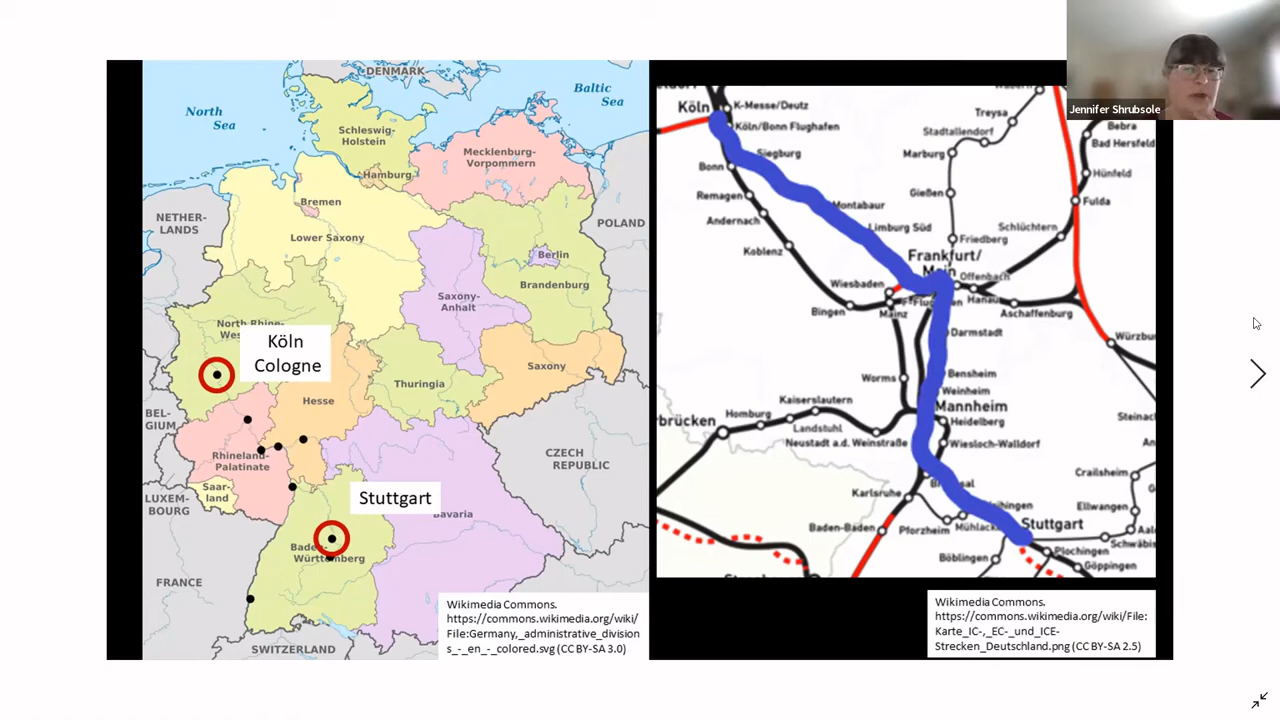 DENMARK
North
Sea
Baltic
Sea
Schleswig-
Holstein
Mecklenburg-
Vorpommern
Hamburg
Bremen
NETHER-
LANDS
Lower Saxony
POLAND
Berlin
Brandenburg
Saxony-
Anhalt
North Rhine-
Köln
Cologne
Saxony
Thuringia
Hesse
BEL-
GIUM
Rhineland-
Palatinate
CZECH
REPUBLIC
Saar-
land
LUXEM-
BOURG
Stuttgart
Bavaria
Baden-
Württemberg
FRANCE
SWITZERLAND
Wikimedia Commons.
https://commons.wikimedia.org/wiki/
File:Germany,_administrative_division
s_-_en_-_colored.svg (CC BY-SA 3.0)
Köln
K-Messe/Deutz
Köln/Bonn Flughafen
Siegburg
Bonn
Remagen
Andernach
Montabaur
Limburg Süd
Koblenz
Treysa
Stadtallendorf
Marburg
Gießen
Friedberg
Bebra
Bad Hersfeld
Hünfeld
Fulda
Schlüchtern
Frankfurt/
Main
Offenbach
Hanau
Wiesbaden
Bingen
Mainz
Aschaffenburg
Darmstadt
Würzbu
Bensheim
Worms
Weinheim
Mannheim
Heidelberg
Kaiserslautern
Homburg
rbrücken
Landstuhl
Neustadt a.d. Weinstraße
Wiesloch-Walldorf
Steinac
Crailsheim
Karlsruhe
Ellwangen
Baden-Baden
Pforzheim
Mühlack
Stuttgart
Aal
Schwäbis
Böblingen
Plochingen
Göppingen
Wikimedia Commons.
https://commons.wikimedia.org/wiki/File:
Karte_IC-,_EC-_und_ICE-
Strecken_Deutschland.png (CC BY-SA 2.5)
Jennifer Shrubsole